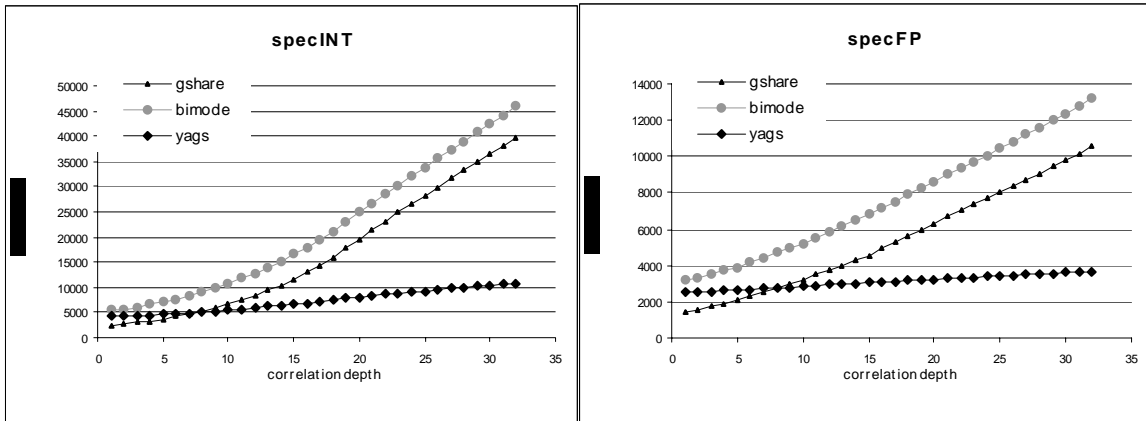 specINT
gshare
bimode
yags
50000
45000
40000
35000
30000
25000
20000
15000
10000
5000
0
0 5 10 15 20 25 30 35
correlation depth
specFP
gshare
bimode
yags
14000
12000
10000
8000
6000
4000
2000
0
0 5 10 15 20 25 30 35
correlation depth